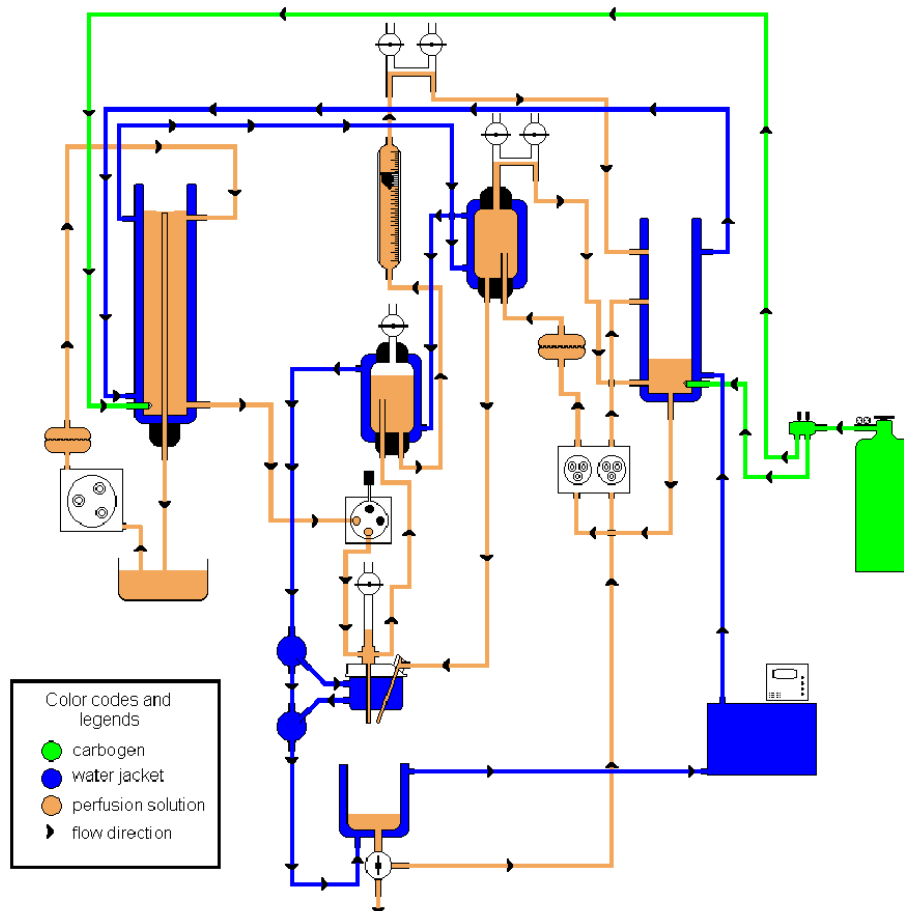 Color codes and
legends
carbogen
water jacket
perfusion solution
flow direction